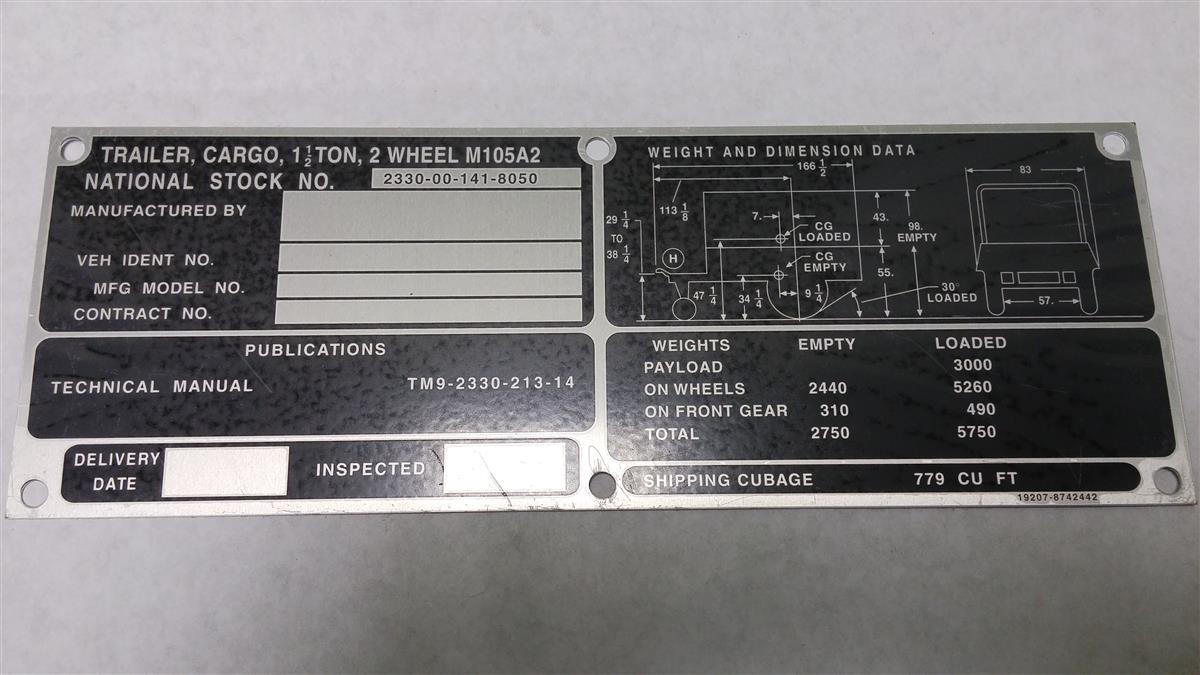 TRAILER, CARGO, 1 1/2 TON, 2 WHEEL M105A2
NATIONAL STOCK NO. 2330-00-141-8050
MANUFACTURED BY
VEH IDENT NO.
MFG MODEL NO.
CONTRACT NO.
PUBLICATIONS
TECHNICAL MANUAL TM9-2330-213-14
DELIVERY DATE
INSPECTED
WEIGHT AND DIMENSION DATA
166 1/2
83
113 1/8
7.
43.
98.
EMPTY
29 1/4
TO
38 1/4
CG
LOADED
H
CG
EMPTY
55.
47 1/4
34 1/4
9 1/4
30°
LOADED
57.
WEIGHTS EMPTY LOADED
PAYLOAD 3000
ON WHEELS 2440 5260
ON FRONT GEAR 310 490
TOTAL 2750 5750
SHIPPING CUBAGE 779 CU FT
19207-8742442